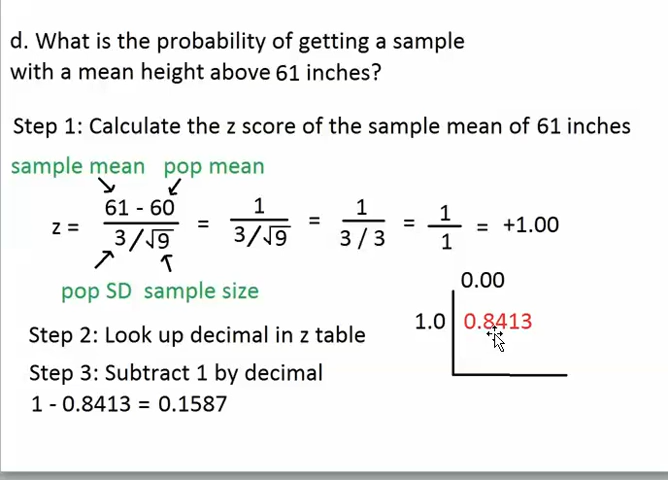 d. What is the probability of getting a sample
with a mean height above 61 inches?
Step 1: Calculate the z score of the sample mean of 61 inches
sample mean pop mean
z = 61 - 60 / 3/√9 = 1 / 3/√9 = 1 / 3 / 3 = 1 / 1 = +1.00
pop SD sample size
0.00
1.0 0.8413
Step 2: Look up decimal in z table
Step 3: Subtract 1 by decimal
1 - 0.8413 = 0.1587